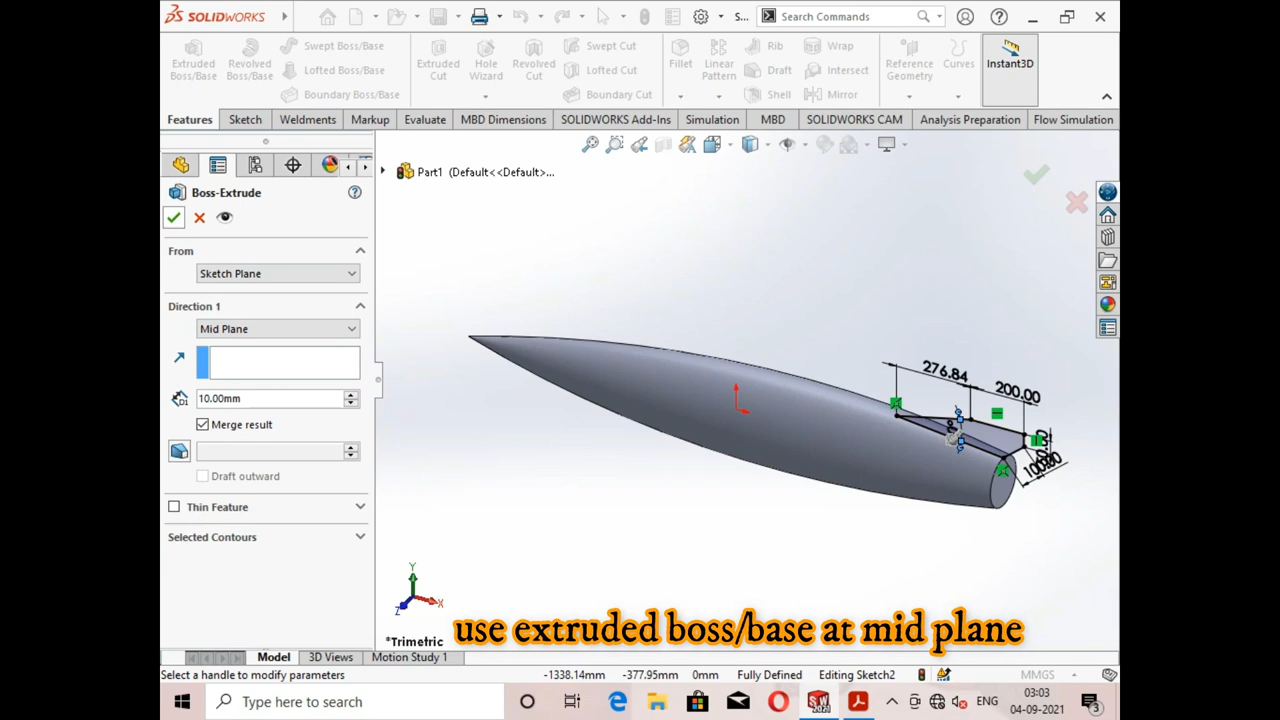 SOLIDWORKS
S...
Search Commands
Extruded Boss/Base
Revolved Boss/Base
Swept Boss/Base
Lofted Boss/Base
Boundary Boss/Base
Extruded Cut
Hole Wizard
Revolved Cut
Swept Cut
Lofted Cut
Boundary Cut
Fillet
Linear Pattern
Rib
Draft
Shell
Wrap
Intersect
Mirror
Reference Geometry
Curves
Instant3D
Features Sketch Weldments Markup Evaluate MBD Dimensions SOLIDWORKS Add-Ins Simulation MBD SOLIDWORKS CAM Analysis Preparation Flow Simulation
Part1 (Default<<Default>...
Boss-Extrude
From
Sketch Plane
Direction 1
Mid Plane
D1
10.00mm
Merge result
Draft outward
Thin Feature
Selected Contours
276.84
200.00
Y
X
Z
*Trimetric
use extruded boss/base at mid plane
Model 3D Views Motion Study 1
Select a handle to modify parameters -1338.14mm -377.95mm 0mm Fully Defined Editing Sketch2 MMGS
Type here to search
SW
2021
ENG
03:03
04-09-2021
3